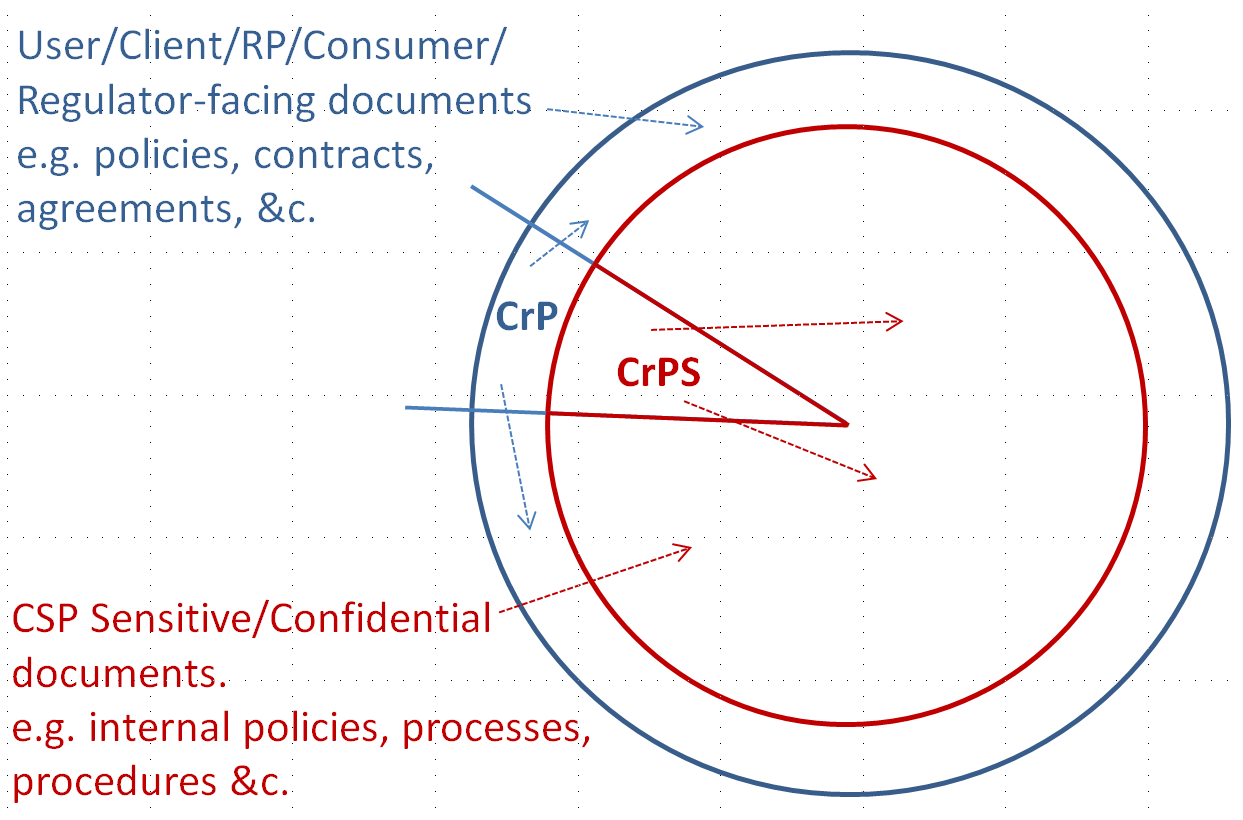 User/Client/RP/Consumer/
Regulator-facing documents
e.g. policies, contracts,
agreements, &c.
CrP
CrPS
CSP Sensitive/Confidential
documents.
e.g. internal policies, processes,
procedures &c.